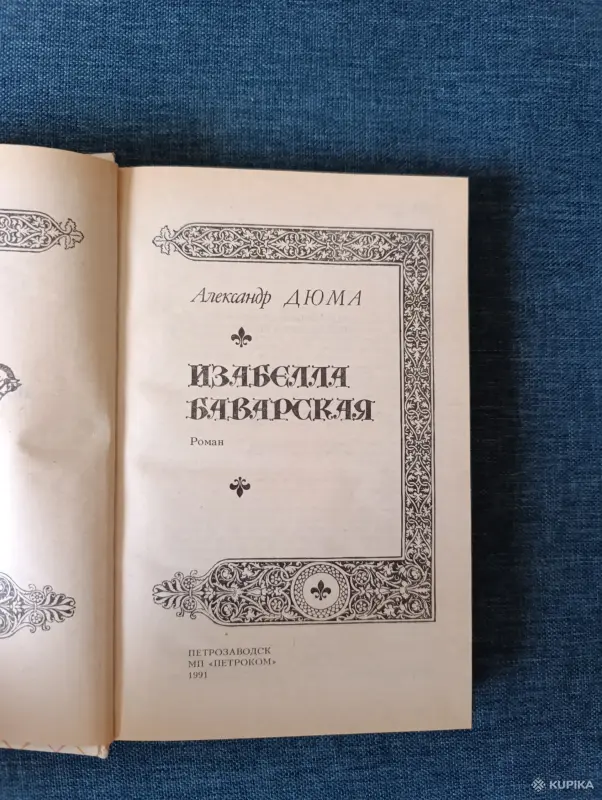 Александр ДЮМА
ИЗАБЕЛЛА
БАВАРСКАЯ
Роман
ПЕТРОЗАВОДСК
МП «ПЕТРОКОМ»
1991
KUPIKA